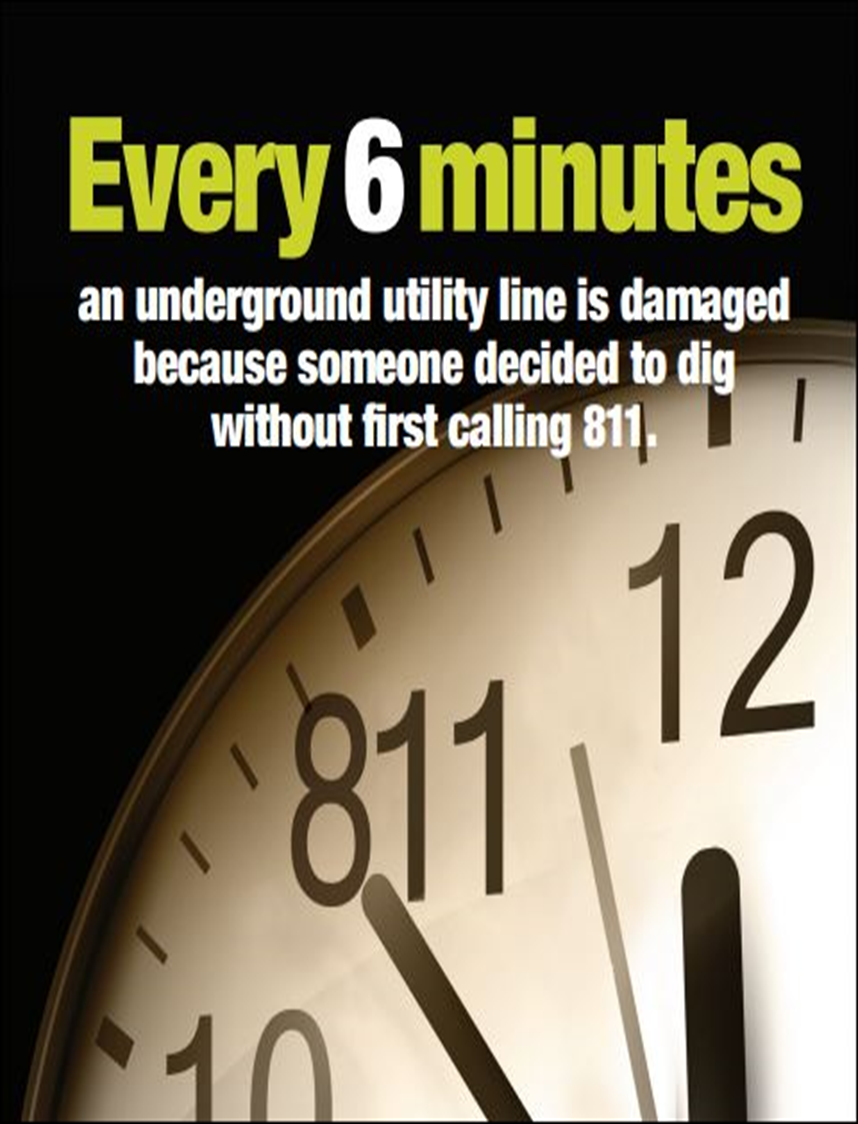 Every 6 minutes
an underground utility line is damaged
because someone decided to dig
without first calling 811.
12
811
10